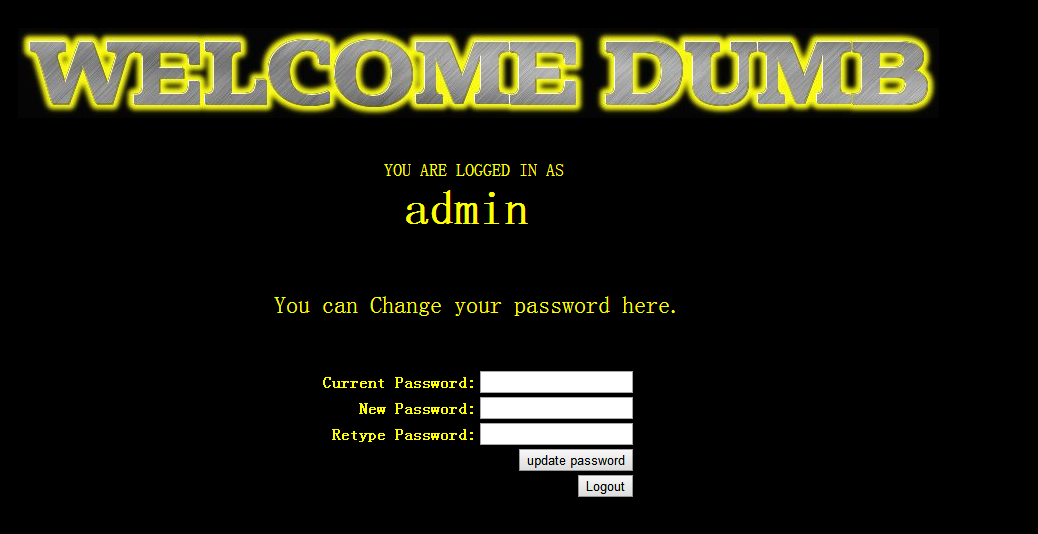 WELCOME DUMB
YOU ARE LOGGED IN AS
admin
You can Change your password here.
Current Password:
New Password:
Retype Password:
update password
Logout